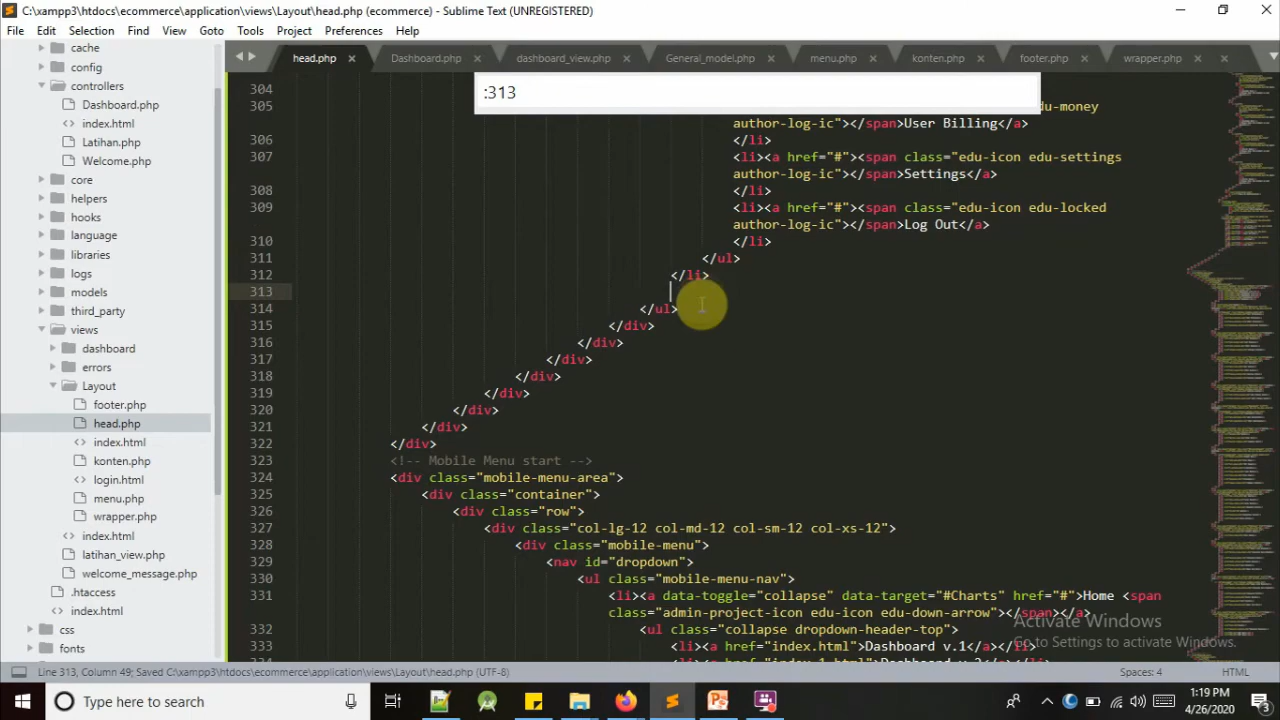 C:\xampp3\htdocs\ecommerce\application\views\Layout\head.php (ecommerce) - Sublime Text (UNREGISTERED)
File Edit Selection Find View Goto Tools Project Preferences Help
cache
config
controllers
Dashboard.php
index.html
Latihan.php
Welcome.php
core
helpers
hooks
language
libraries
logs
models
third_party
views
dashboard
errors
Layout
footer.php
head.php
index.html
konten.php
login.html
menu.php
wrapper.php
index.html
latihan_view.php
welcome_message.php
.htaccess
index.html
css
fonts
head.php Dashboard.php dashboard_view.php General_model.php menu.php konten.php footer.php wrapper.php
:313
304
305 edu-money
author-log-ic"></span>User Billing</a>
306 </li>
307 <li><a href="#"><span class="edu-icon edu-settings
author-log-ic"></span>Settings</a>
308 </li>
309 <li><a href="#"><span class="edu-icon edu-locked
author-log-ic"></span>Log Out</a>
310 </li>
311 </ul>
312 </li>
313
314 </ul>
315 </div>
316 </div>
317 </div>
318 </div>
319 </div>
320 </div>
321 </div>
322 </div>
323 <!-- Mobile Menu start -->
324 <div class="mobile-menu-area">
325 <div class="container">
326 <div class="row">
327 <div class="col-lg-12 col-md-12 col-sm-12 col-xs-12">
328 <div class="mobile-menu">
329 <nav id="dropdown">
330 <ul class="mobile-menu-nav">
331 <li><a data-toggle="collapse" data-target="#Charts" href="#">Home <span
class="admin-project-icon edu-icon edu-down-arrow"></span></a>
332 <ul class="collapse dropdown-header-top">
333 <li><a href="index.html">Dashboard v.1</a></li>
Activate Windows
Go to Settings to activate Windows.
Line 313, Column 49; Saved C:\xampp3\htdocs\ecommerce\application\views\Layout\head.php (UTF-8)
Spaces: 4
HTML
Type here to search
1:19 PM
4/26/2020
3